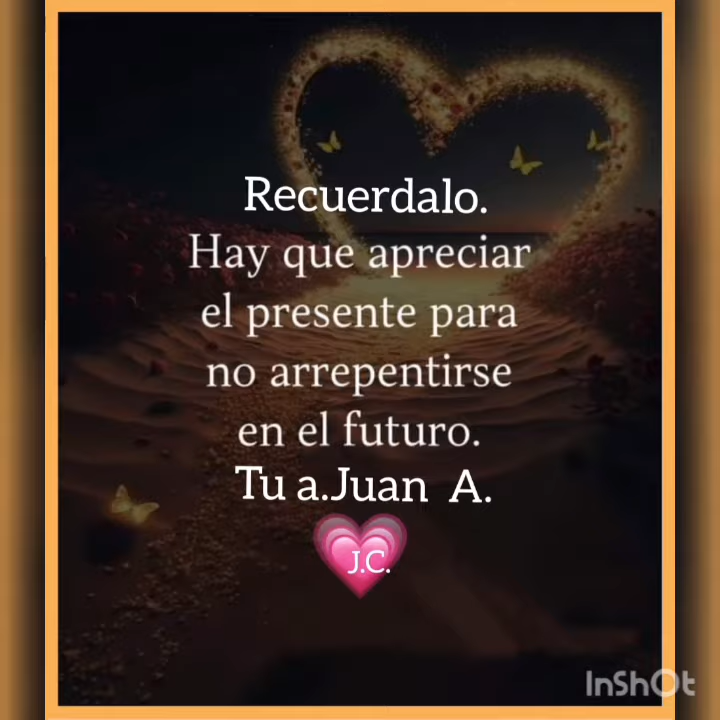 Recuerdalo.
Hay que apreciar
el presente para
no arrepentirse
en el futuro.
Tu a.Juan A.
J.C.
InShOt